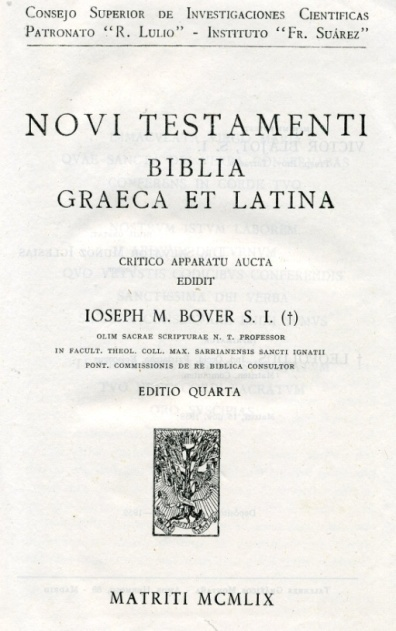 Consejo Superior de Investigaciones Cientificas
Patronato "R. Lulio" - Instituto "Fr. Suárez"
NOVI TESTAMENTI
BIBLIA
GRAECA ET LATINA
CRITICO APPARATU AUCTA
EDIDIT
IOSEPH M. BOVER S. I. (†)
OLIM SACRAE SCRIPTURAE N. T. PROFESSOR
IN FACULT. THEOL. COLL. MAX. SARRIANENSIS SANCTI IGNATII
PONT. COMMISSIONIS DE RE BIBLICA CONSULTOR
EDITIO QUARTA
MATRITI MCMLIX